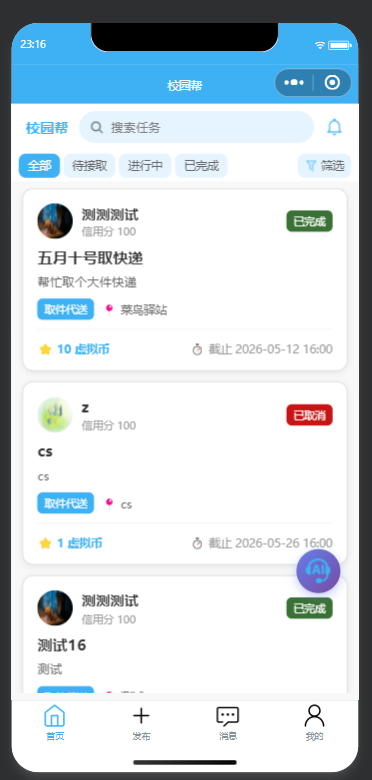 23:16
校园帮
校园帮 搜索任务
全部 待接取 进行中 已完成 筛选
测测测试 已完成
信用分 100
五月十号取快递
帮忙取个大件快递
取件代送 菜鸟驿站
10 虚拟币 截止 2026-05-12 16:00
z 已取消
信用分 100
cs
cs
取件代送 cs
1 虚拟币 截止 2026-05-26 16:00
AI
测测测试 已完成
信用分 100
测试16
测试
首页 发布 消息 我的